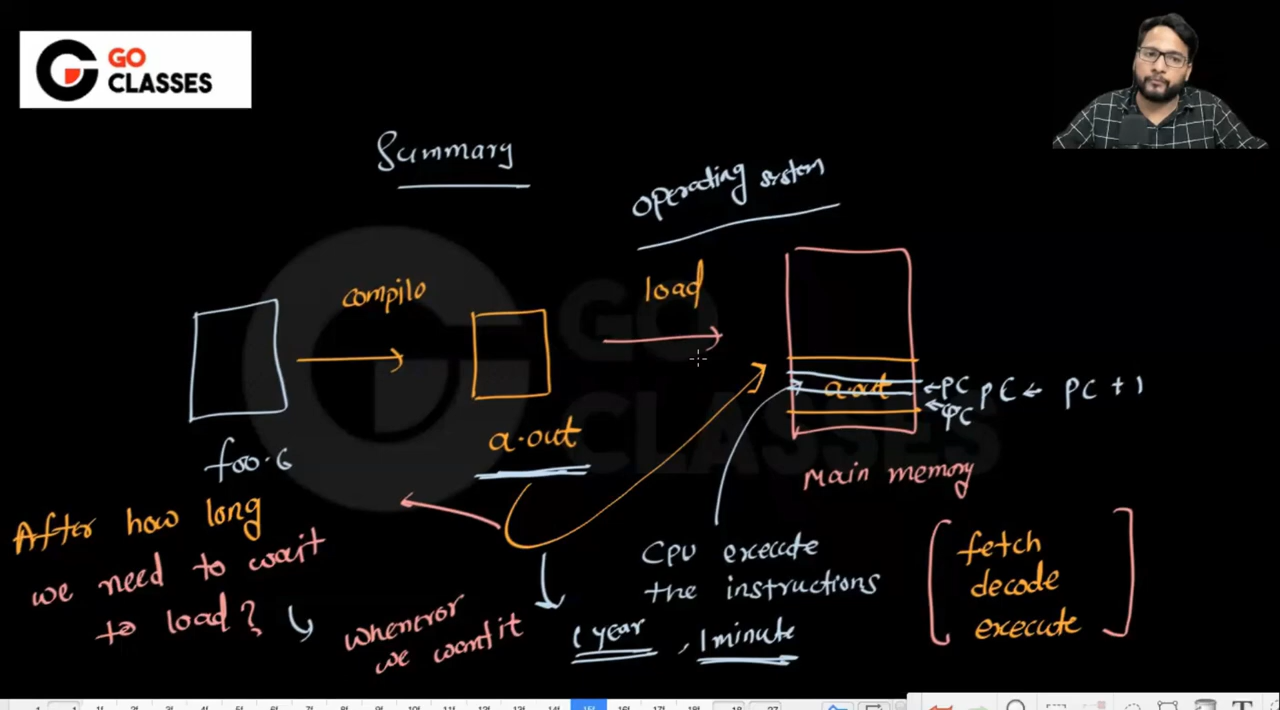 GO
CLASSES
Summary
operating system
compile
load
a.out
←PC
PC ← PC + 1
←PC
foo.c
a.out
Main memory
After how long
we need to wait
to load?
whenever
we want it
1 year , 1 minute
CPU execute
the instructions
fetch
decode
execute
GO
CLASSES